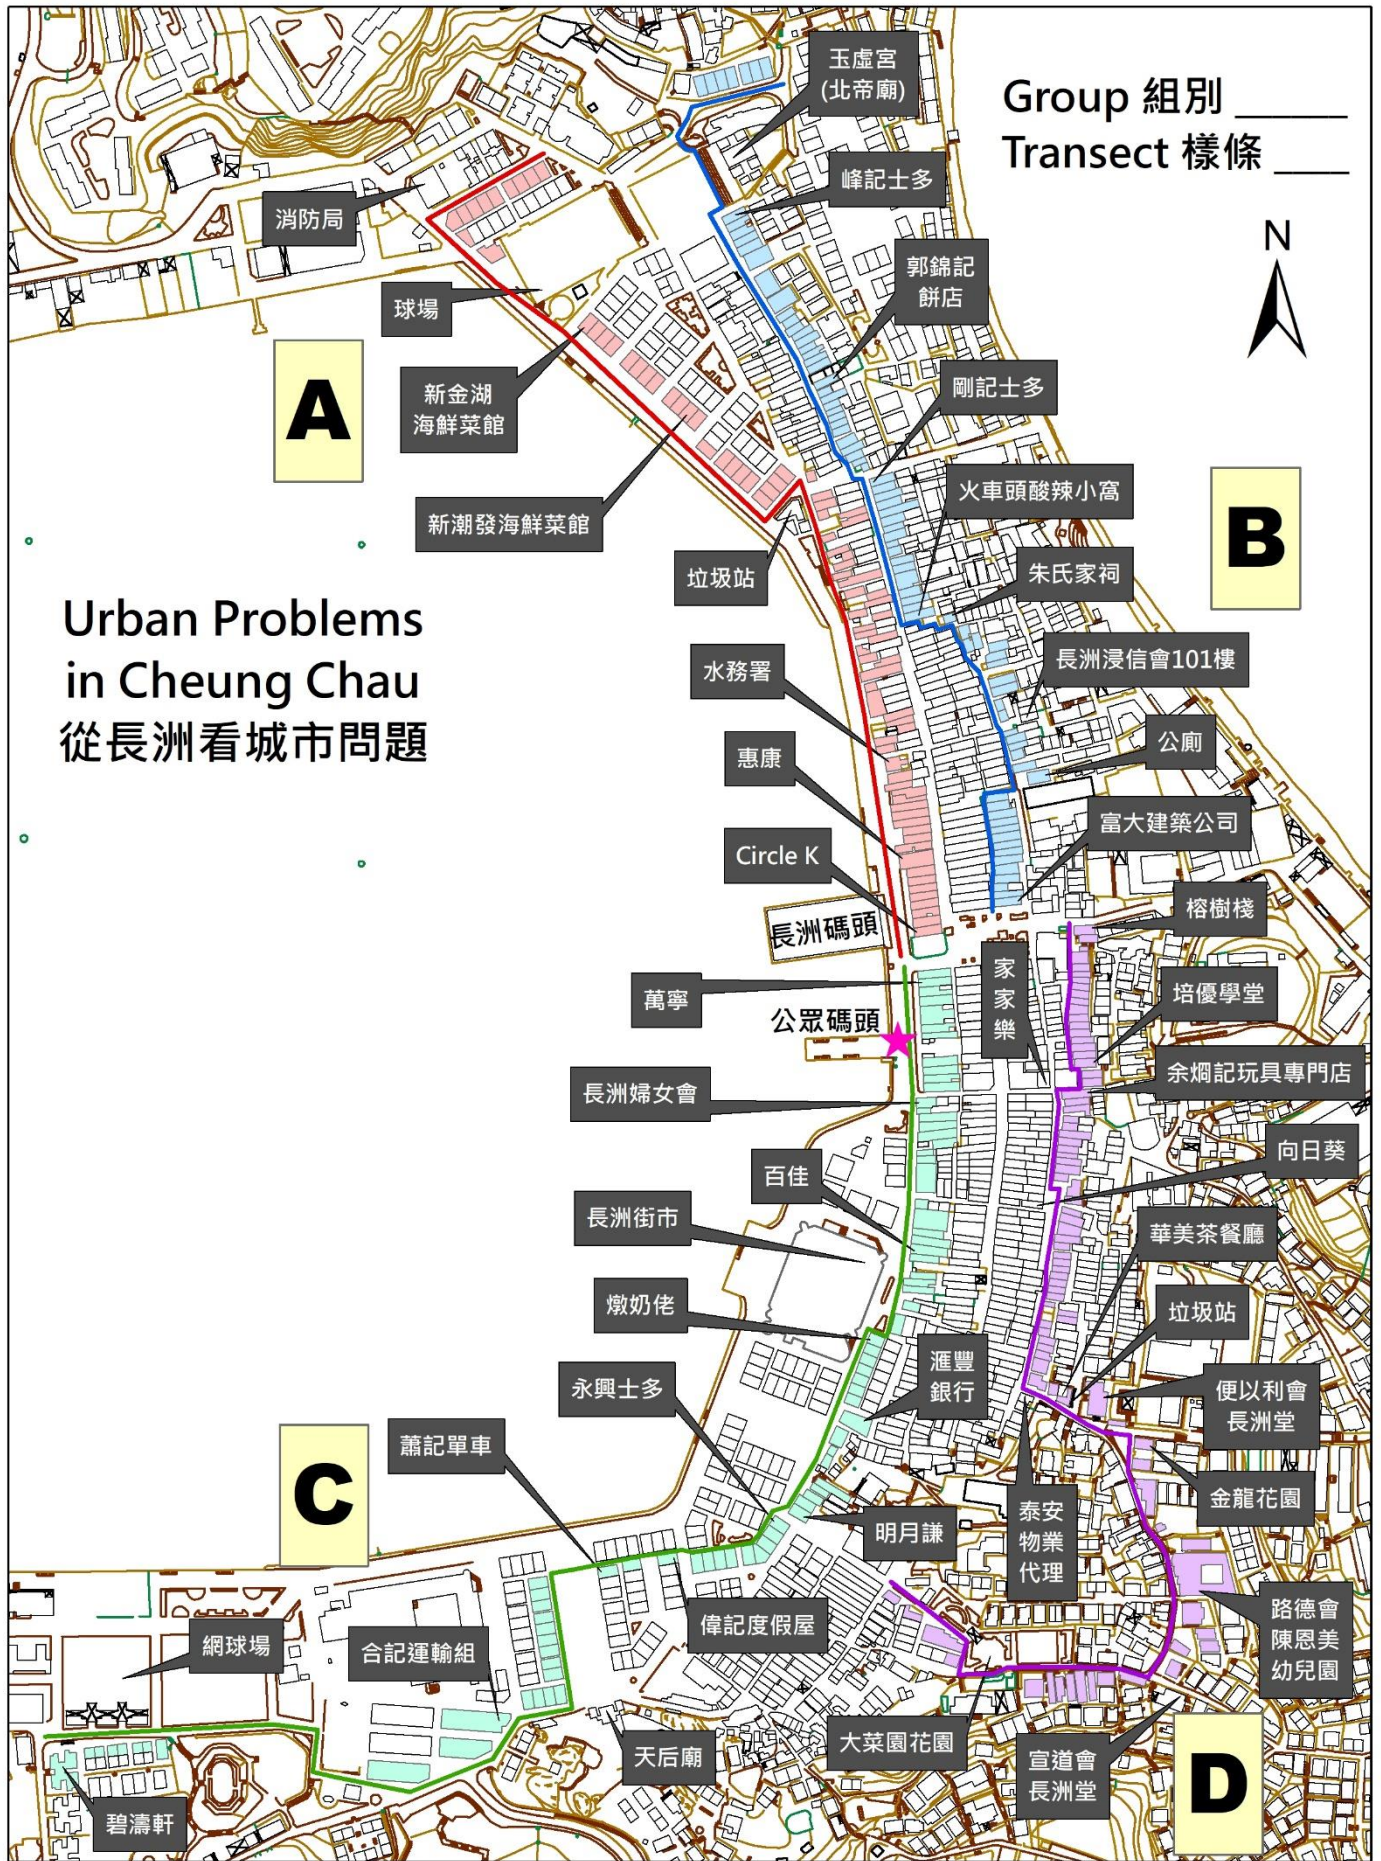 玉虛宮
(北帝廟)
Group 組別 _____
Transect 樣條 ___
N
峰記士多
消防局
郭錦記
餅店
球場
A
新金湖
海鮮菜館
剛記士多
火車頭酸辣小窩
新潮發海鮮菜館
B
朱氏家祠
垃圾站
Urban Problems
in Cheung Chau
從長洲看城市問題
長洲浸信會101樓
水務署
公廁
惠康
富大建築公司
Circle K
榕樹棧
長洲碼頭
家
家
樂
萬寧
培優學堂
公眾碼頭
余烱記玩具專門店
長洲婦女會
向日葵
百佳
長洲街市
華美茶餐廳
燉奶佬
垃圾站
滙豐
銀行
永興士多
便以利會
長洲堂
蕭記單車
C
金龍花園
明月謙
泰安
物業
代理
路德會
陳恩美
幼兒園
偉記度假屋
網球場
合記運輸組
大菜園花園
天后廟
宣道會
長洲堂
D
碧濤軒